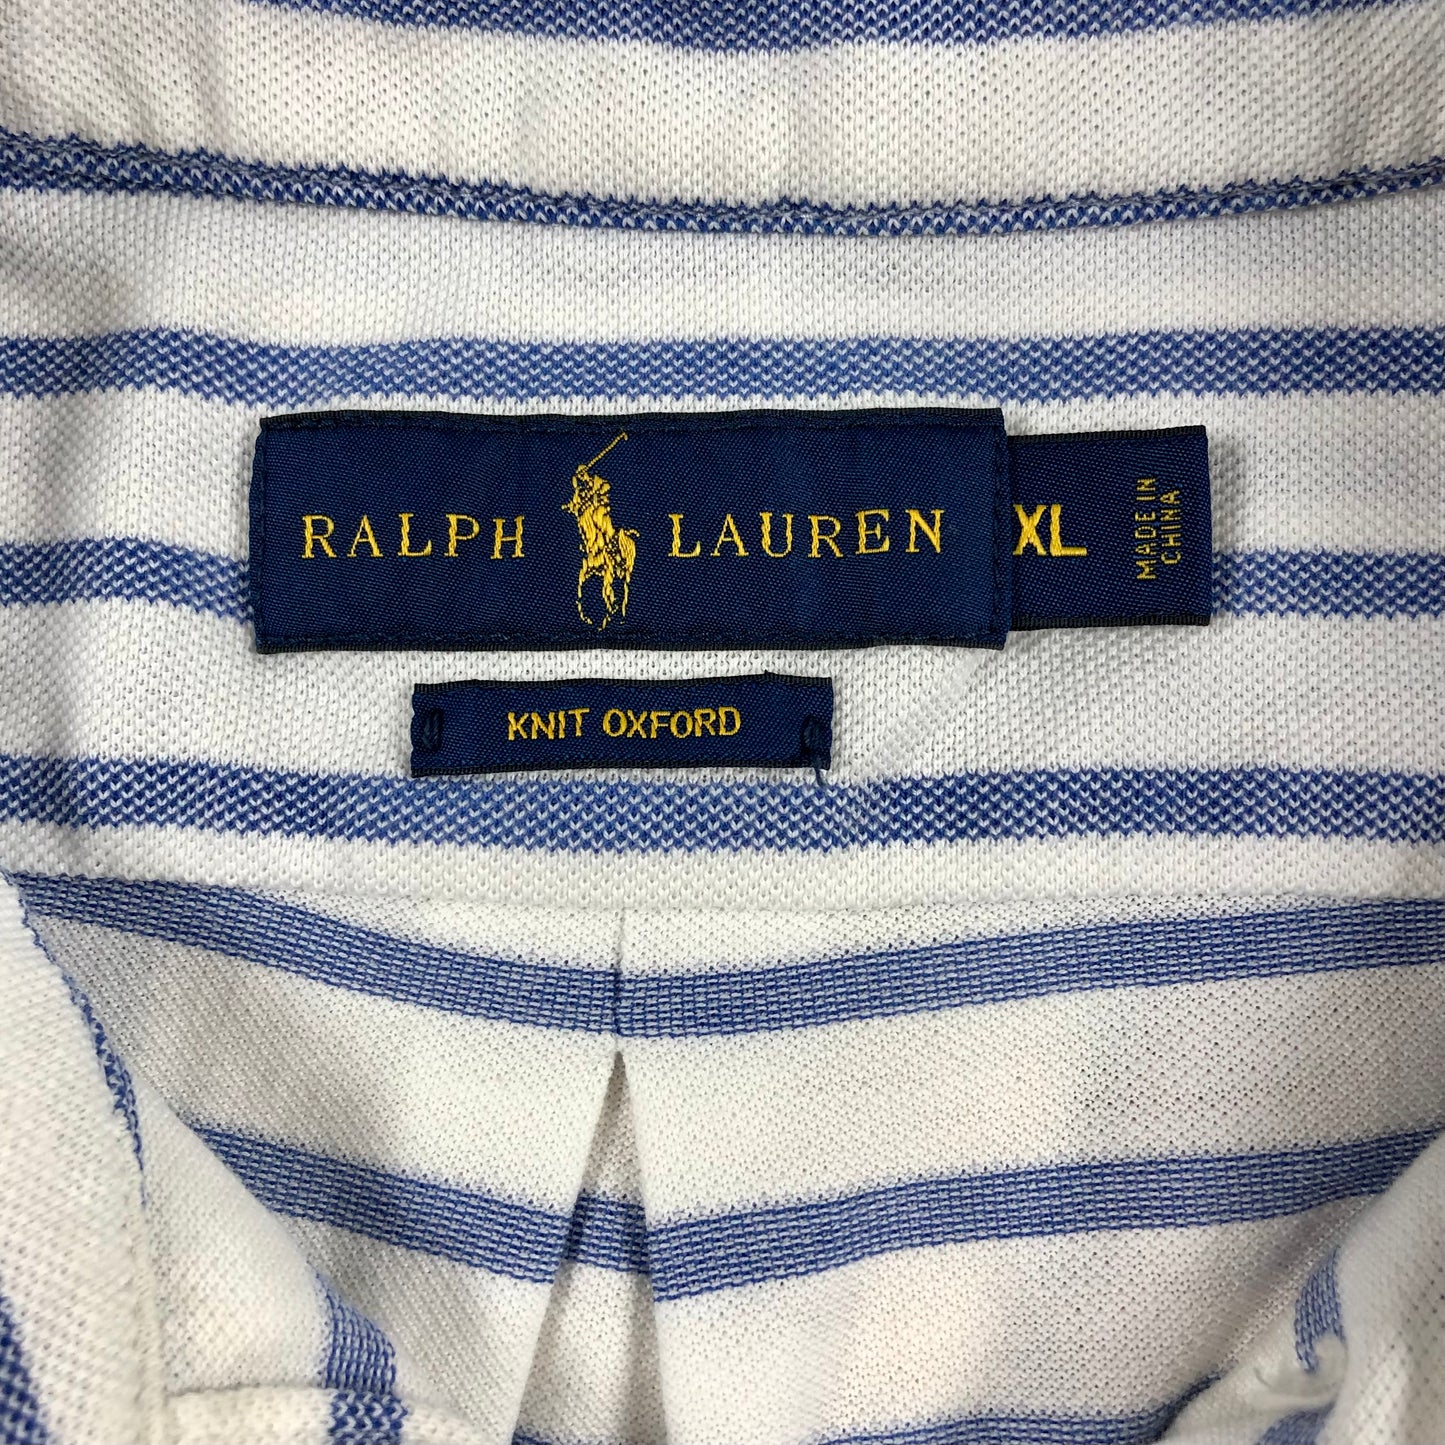 RALPH LAUREN
XL
MADE IN
CHINA
KNIT OXFORD